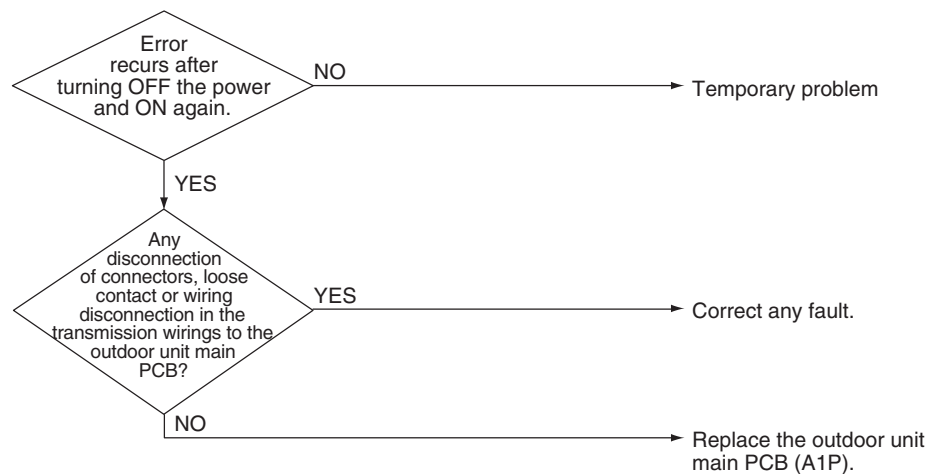 Error
recurs after
turning OFF the power
and ON again.
NO
Temporary problem
YES
Any
disconnection
of connectors, loose
contact or wiring
disconnection in the
transmission wirings to the
outdoor unit main
PCB?
YES
Correct any fault.
NO
Replace the outdoor unit
main PCB (A1P).